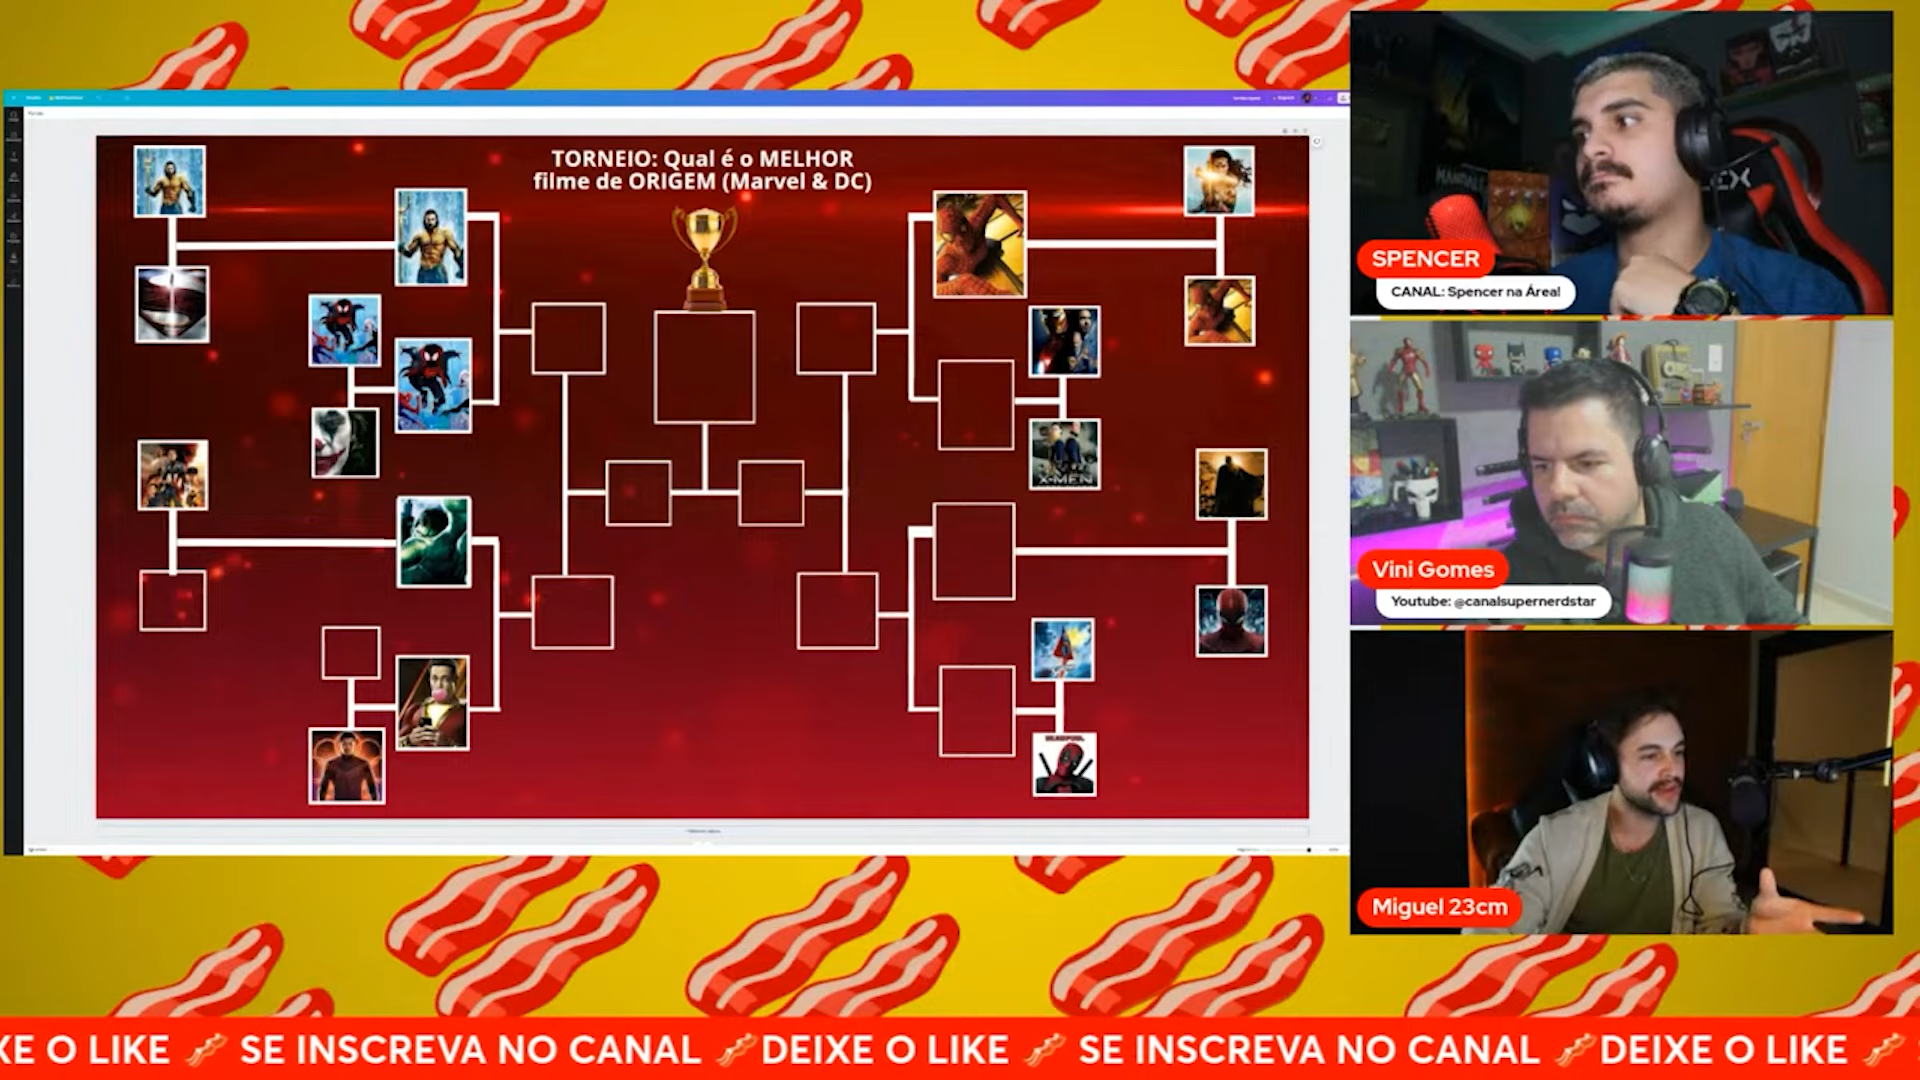 TORNEIO: Qual é o MELHOR
filme de ORIGEM (Marvel & DC)
X-MEN
DEADPOOL
SPENCER
CANAL: Spencer na Área!
Vini Gomes
Youtube: @canalsupernerdstar
Miguel 23cm
XE O LIKE SE INSCREVA NO CANAL DEIXE O LIKE SE INSCREVA NO CANAL DEIXE O LIKE